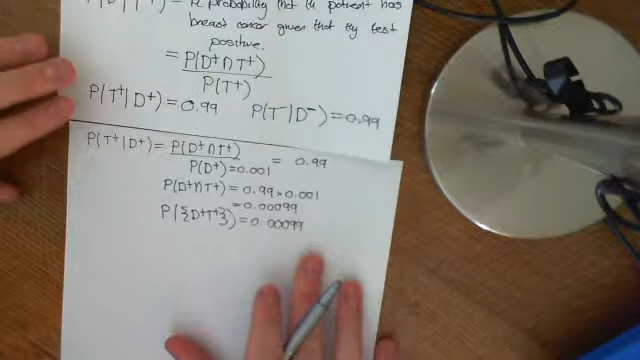 probability that the patient has
breast cancer given that they test
positive.
= P(D⁺∩T⁺)
P(T⁺)
P(T⁺|D⁺) = 0.99 P(T⁻|D⁻) = 0.99
P(T⁺|D⁺) = P(D⁺∩T⁺) = 0.99
P(D⁺) = 0.001
P(D⁺∩T⁺) = 0.99 × 0.001
= 0.00099
P({D⁺T⁺}) = 0.00099